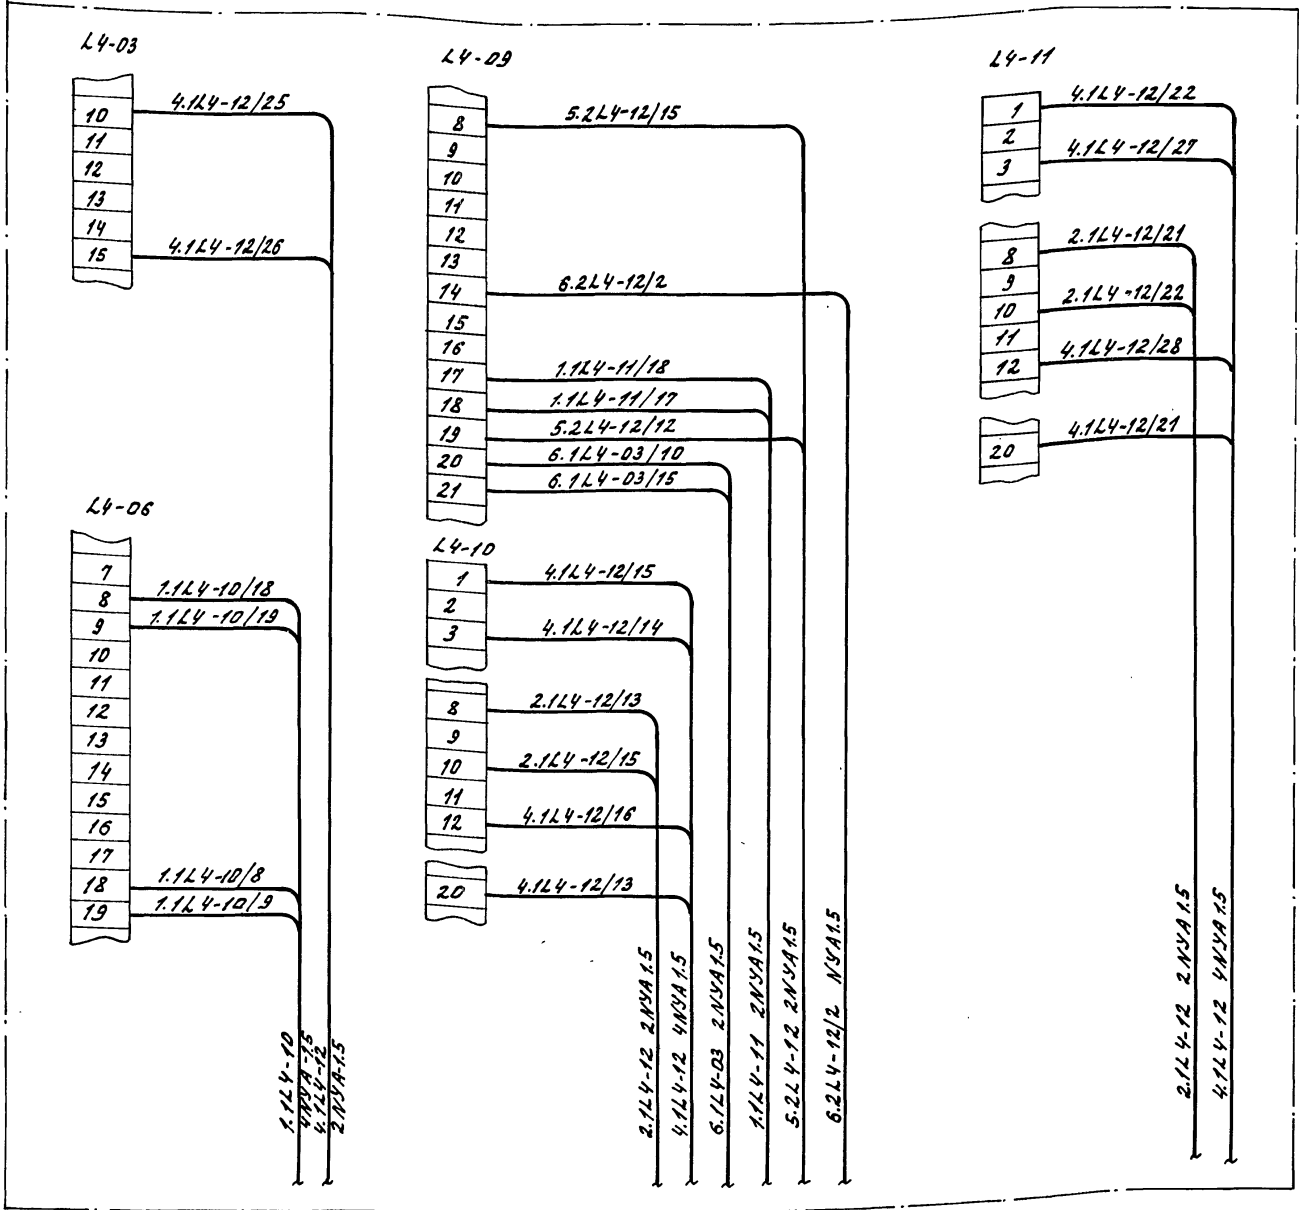 L4-03
10 4.1L4-12/25
11
12
13
14
15 4.1L4-12/26
L4-06
7
8 1.1L4-10/18
9 1.1L4-10/19
10
11
12
13
14
15
16
17
18 1.1L4-10/8
19 1.1L4-10/9
1.1L4-10
4NYA-1.5
4.1L4-12
2NYA-1.5
L4-09
8 5.2L4-12/15
9
10
11
12
13
14 6.2L4-12/2
15
16
17 1.1L4-11/18
18 1.1L4-11/17
19 5.2L4-12/12
20 6.1L4-03/10
21 6.1L4-03/15
L4-10
1 4.1L4-12/15
2
3 4.1L4-12/14
8 2.1L4-12/13
9
10 2.1L4-12/15
11
12 4.1L4-12/16
20 4.1L4-12/13
2.1L4-12 2NYA1.5
4.1L4-12 4NYA1.5
6.1L4-03 2NYA1.5
1.1L4-11 2NYA1.5
5.2L4-12 2NYA1.5
6.2L4-12/2 NYA1.5
L4-11
1 4.1L4-12/22
2
3 4.1L4-12/27
8 2.1L4-12/21
9
10 2.1L4-12/22
11
12 4.1L4-12/28
20 4.1L4-12/21
2.1L4-12 2NYA1.5
4.1L4-12 4NYA1.5